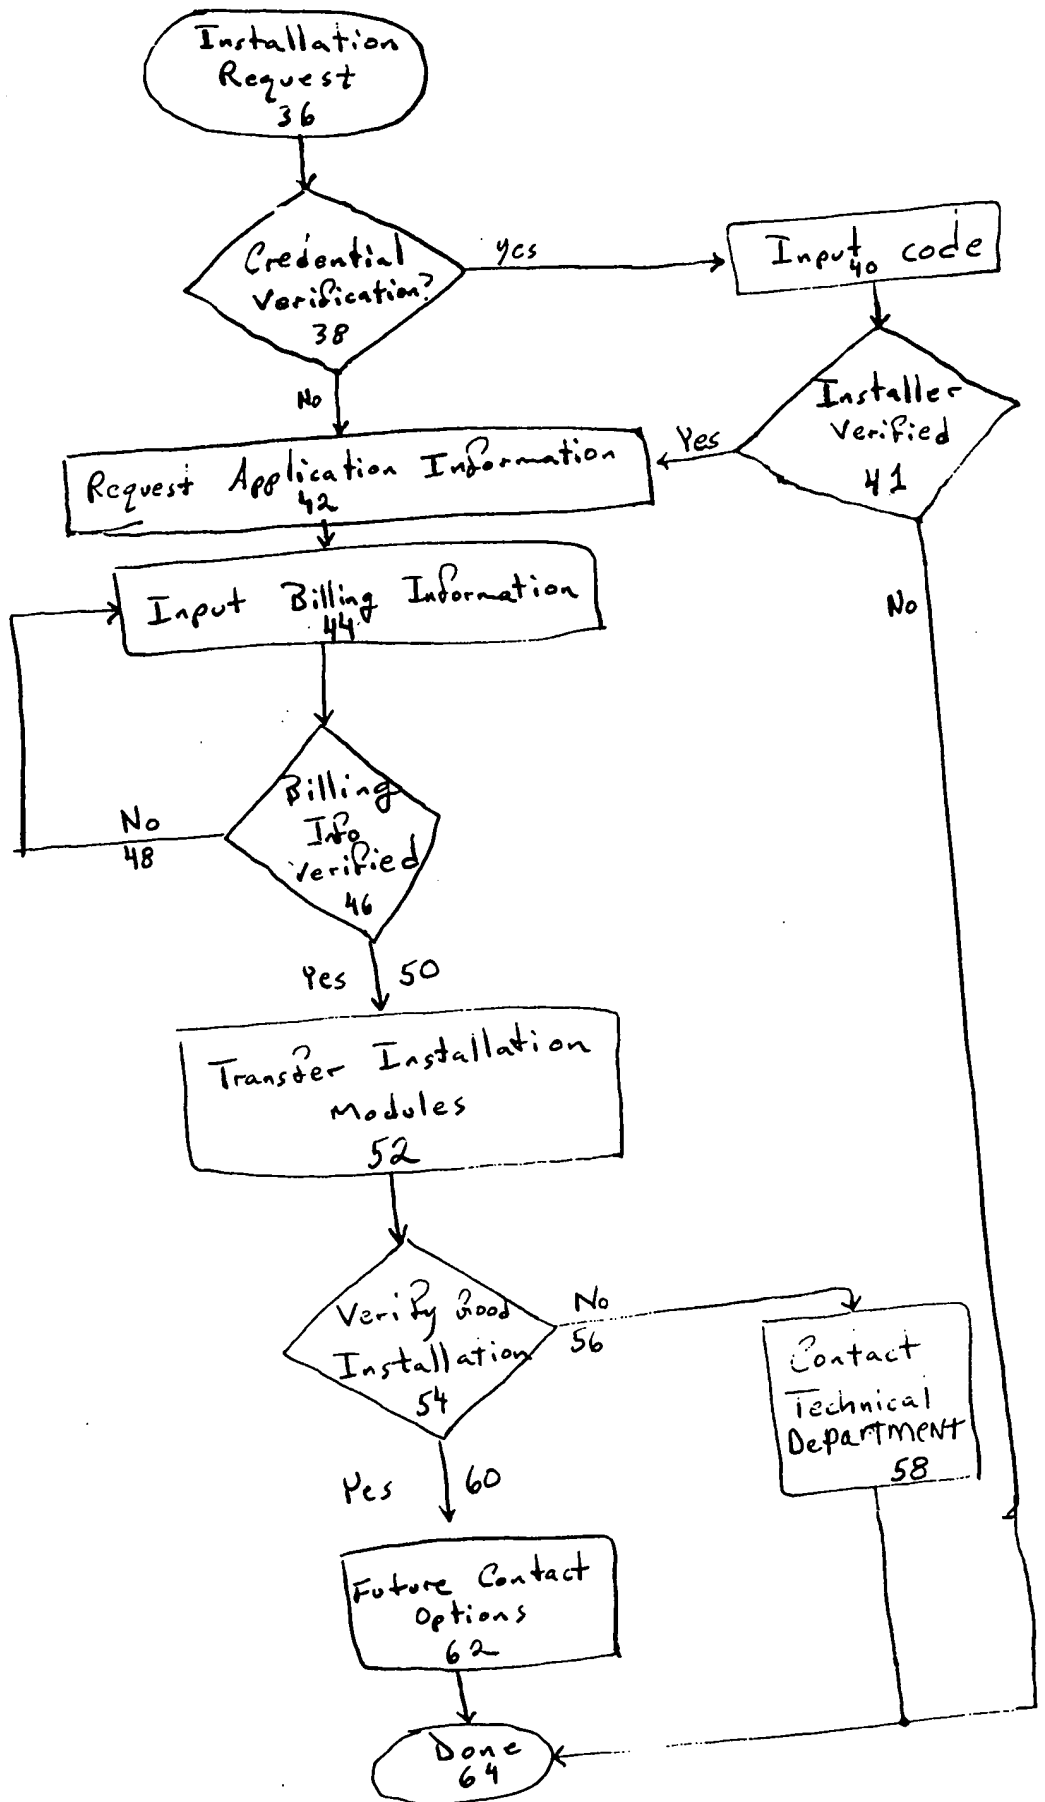 Installation
Request
36
Credential
Verification?
38
yes
Input code
40
No
Installer
Verified
41
Yes
Request Application Information
42
No
Input Billing Information
44
Billing
Info
Verified
46
No
48
Yes 50
Transfer Installation
Modules
52
Verify Good
Installation
54
No
56
Contact
Technical
Department
58
Yes 60
Future Contact
Options
62
Done
64